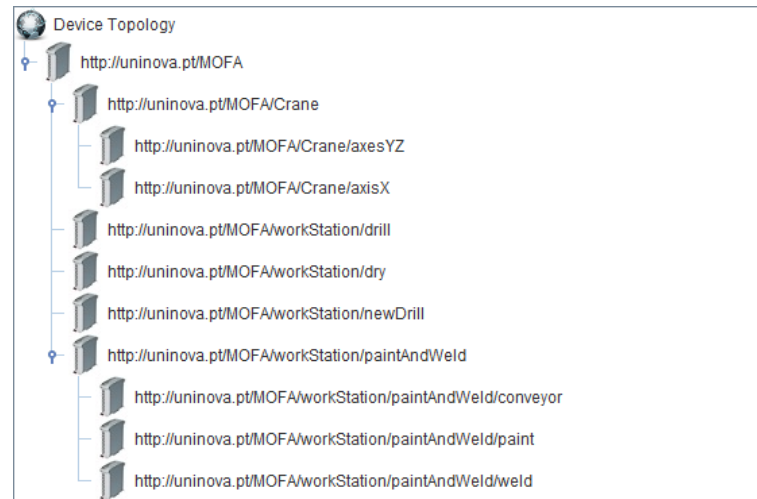 Device Topology
http://uninova.pt/MOFA
http://uninova.pt/MOFA/Crane
http://uninova.pt/MOFA/Crane/axesYZ
http://uninova.pt/MOFA/Crane/axisX
http://uninova.pt/MOFA/workStation/drill
http://uninova.pt/MOFA/workStation/dry
http://uninova.pt/MOFA/workStation/newDrill
http://uninova.pt/MOFA/workStation/paintAndWeld
http://uninova.pt/MOFA/workStation/paintAndWeld/conveyor
http://uninova.pt/MOFA/workStation/paintAndWeld/paint
http://uninova.pt/MOFA/workStation/paintAndWeld/weld